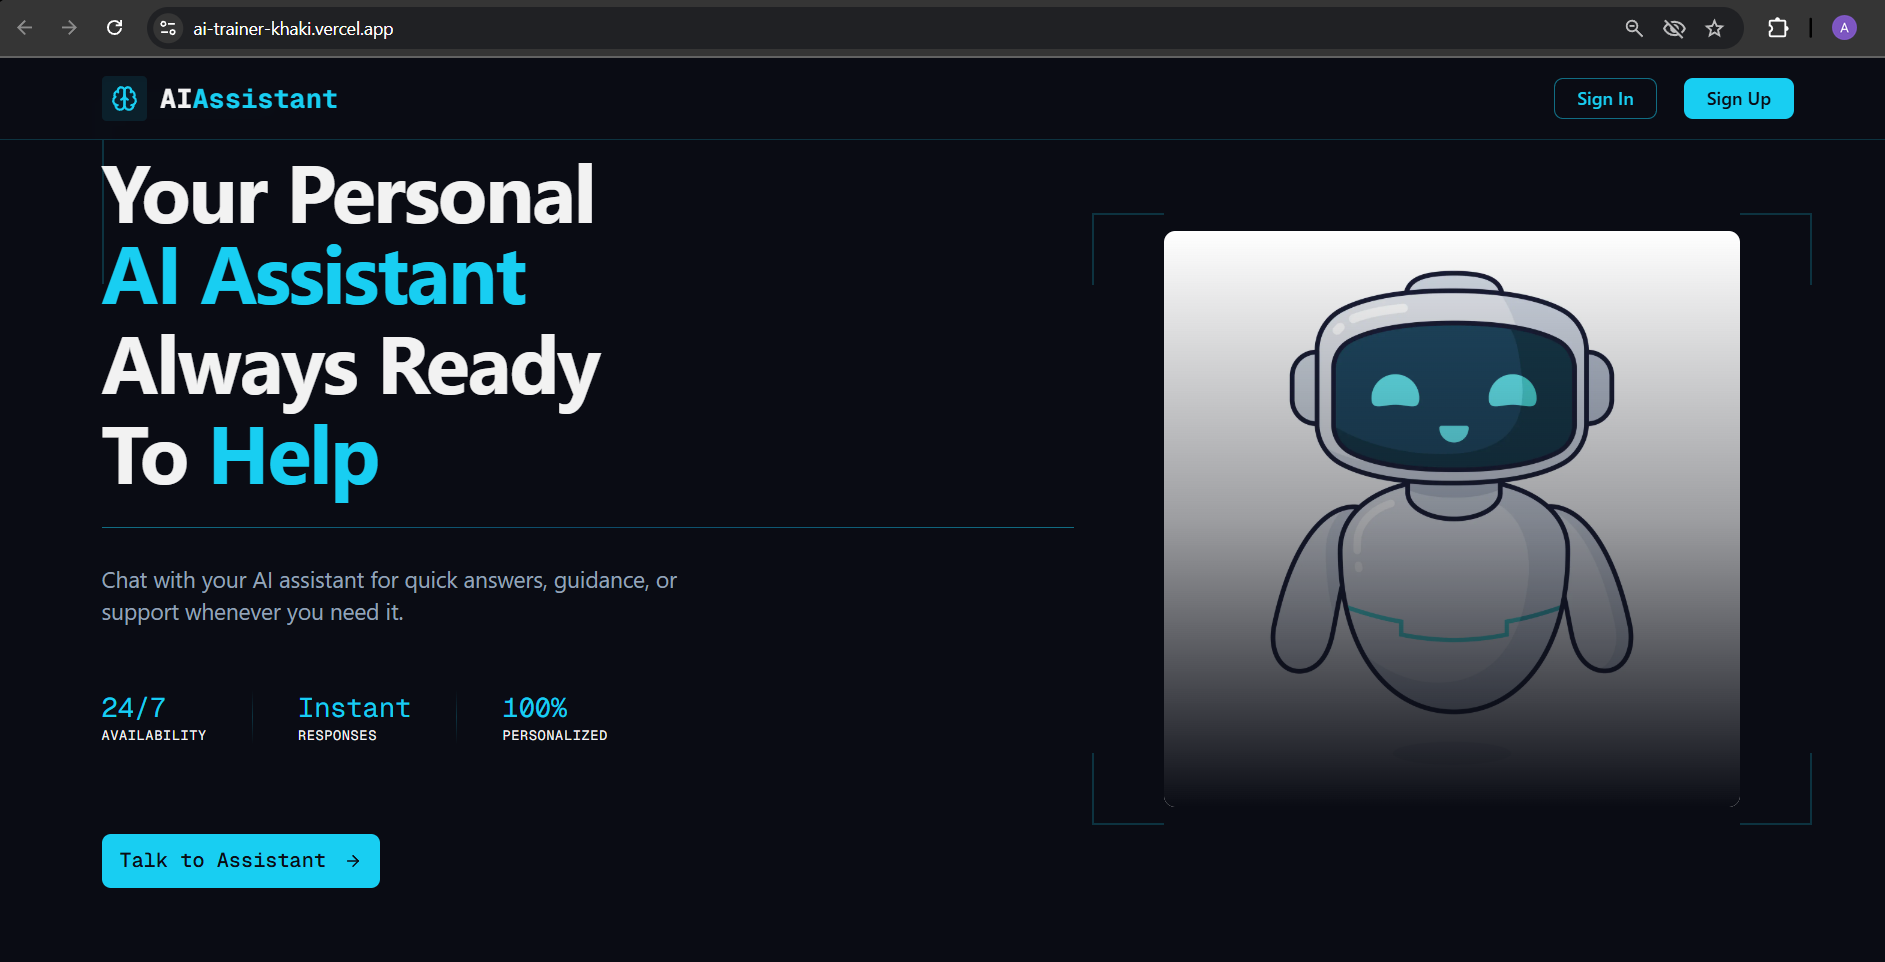 ai-trainer-khaki.vercel.app
A
AIAssistant
Sign In
Sign Up
Your Personal
AI Assistant
Always Ready
To Help
Chat with your AI assistant for quick answers, guidance, or
support whenever you need it.
24/7
AVAILABILITY
Instant
RESPONSES
100%
PERSONALIZED
Talk to Assistant →